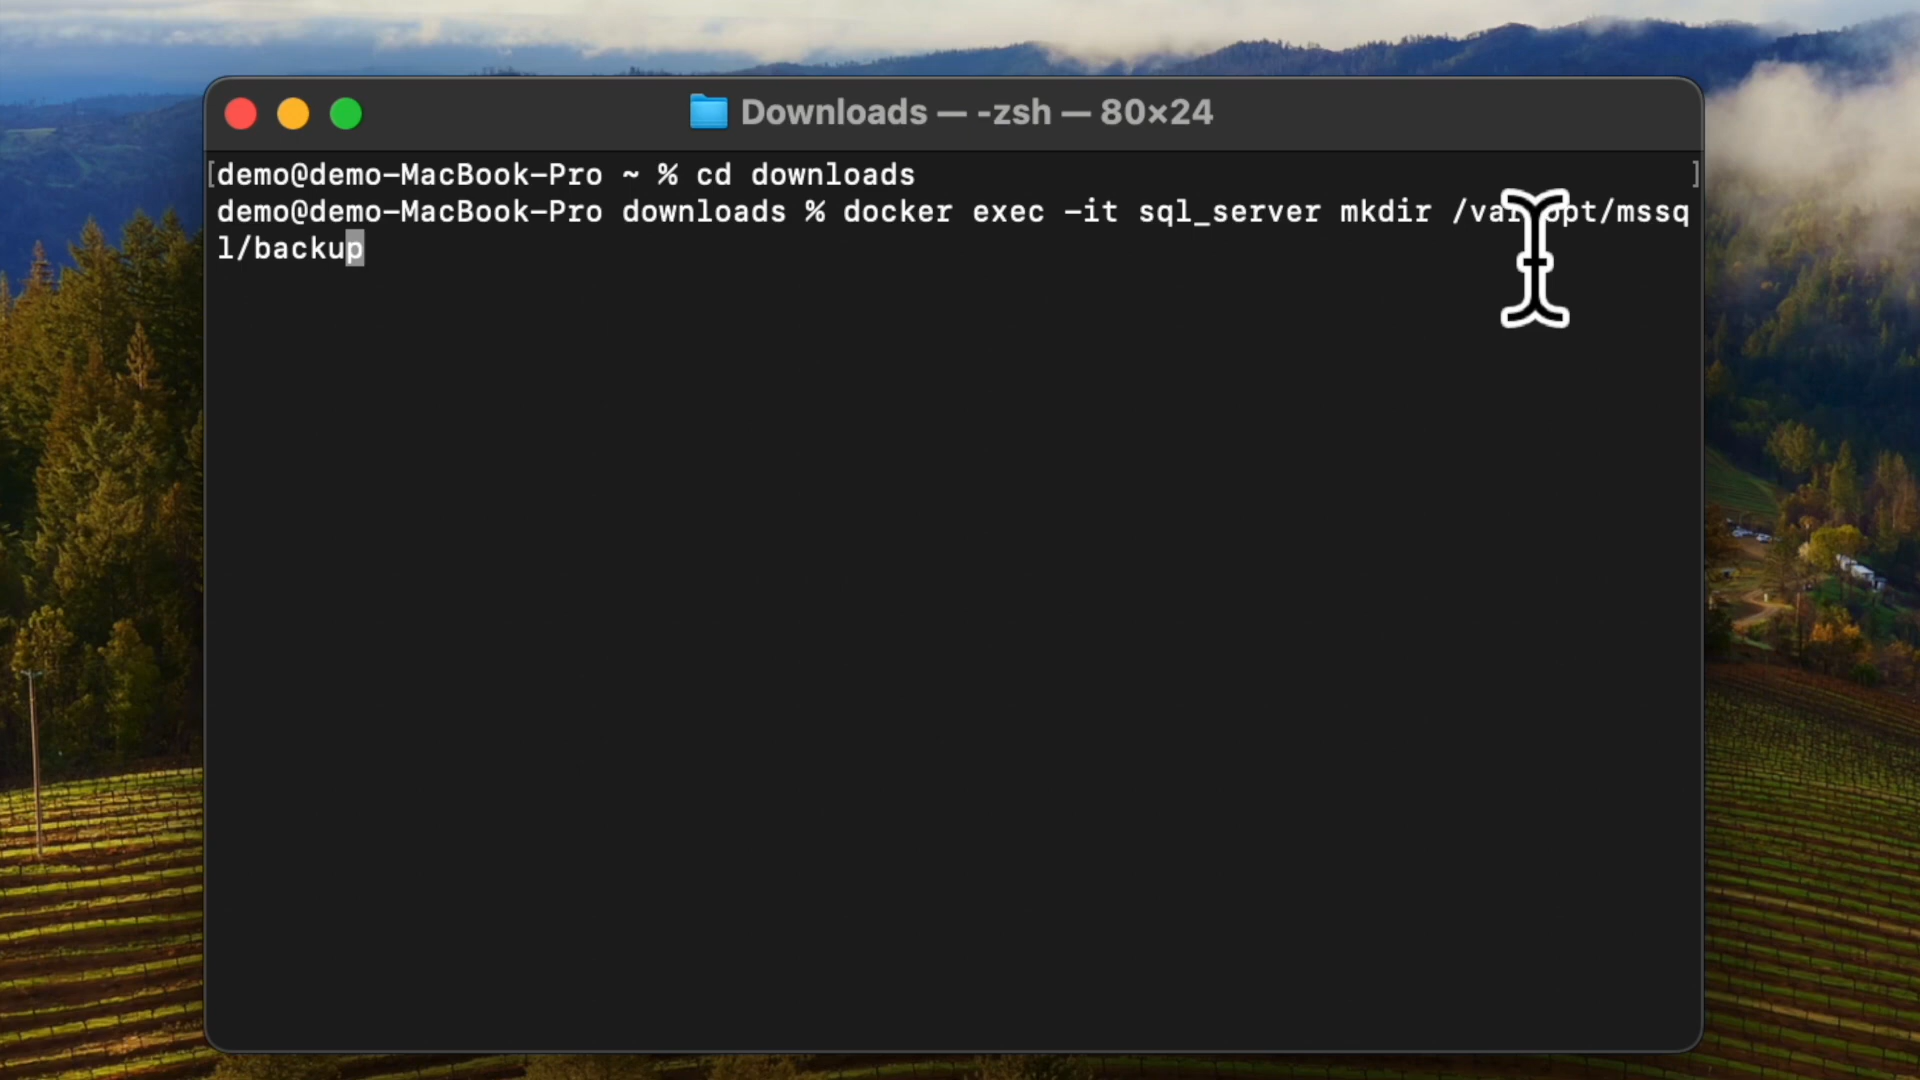 Downloads — -zsh — 80×24
[demo@demo-MacBook-Pro ~ % cd downloads ]
demo@demo-MacBook-Pro downloads % docker exec -it sql_server mkdir /var/opt/mssq
l/backup